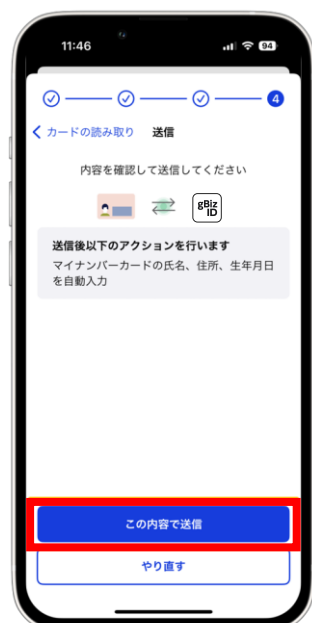 11:46
94
4
カードの読み取り 送信
内容を確認して送信してください
gBiz
ID
送信後以下のアクションを行います
マイナンバーカードの氏名、住所、生年月日
を自動入力
この内容で送信
やり直す